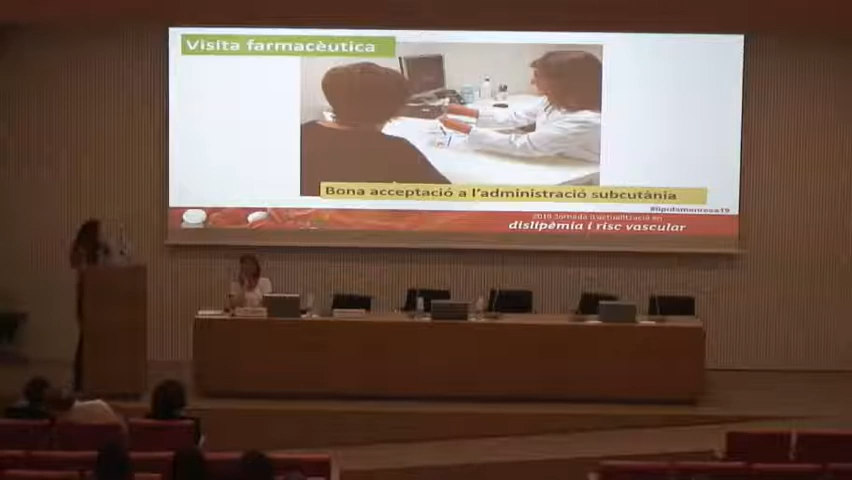 Visita farmacèutica
Bona acceptació a l'administració subcutània
#lipidsmanresa19
2019 Jornada d'actualització en
dislipèmia i risc vascular